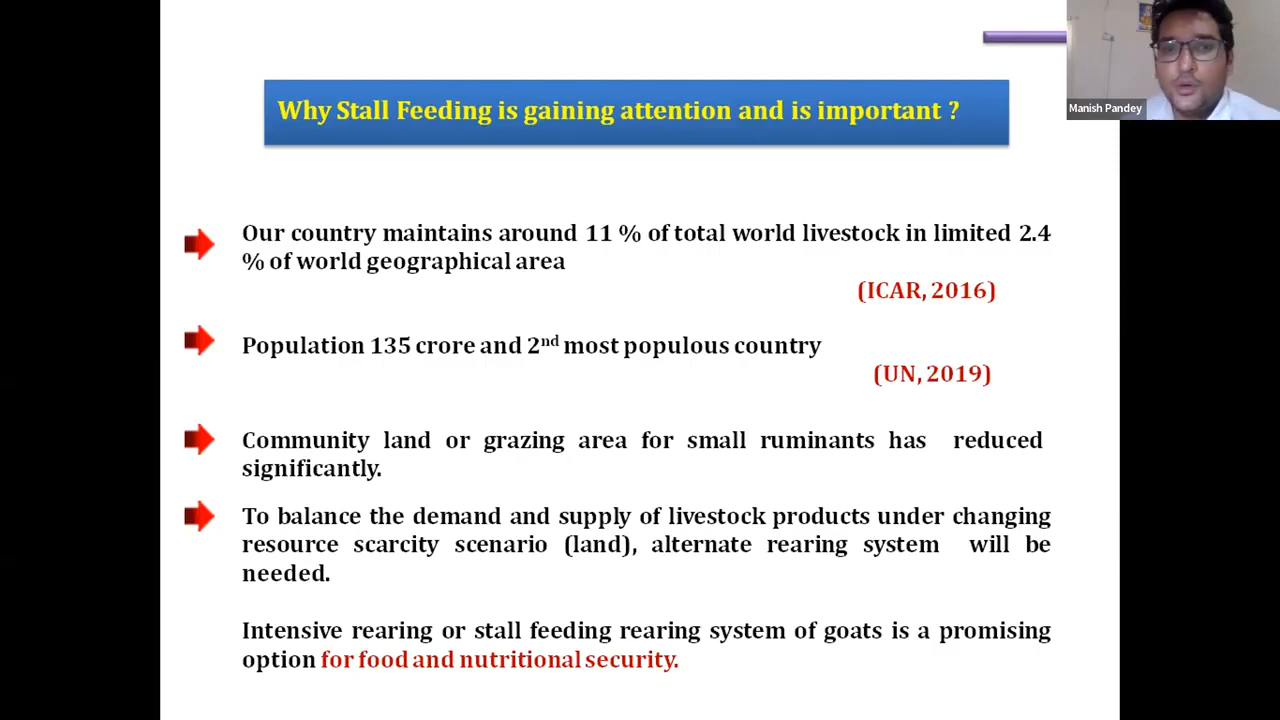 Why Stall Feeding is gaining attention and is important ?
Manish Pandey
Our country maintains around 11 % of total world livestock in limited 2.4
% of world geographical area
(ICAR, 2016)
Population 135 crore and 2nd most populous country
(UN, 2019)
Community land or grazing area for small ruminants has reduced
significantly.
To balance the demand and supply of livestock products under changing
resource scarcity scenario (land), alternate rearing system will be
needed.
Intensive rearing or stall feeding rearing system of goats is a promising
option for food and nutritional security.